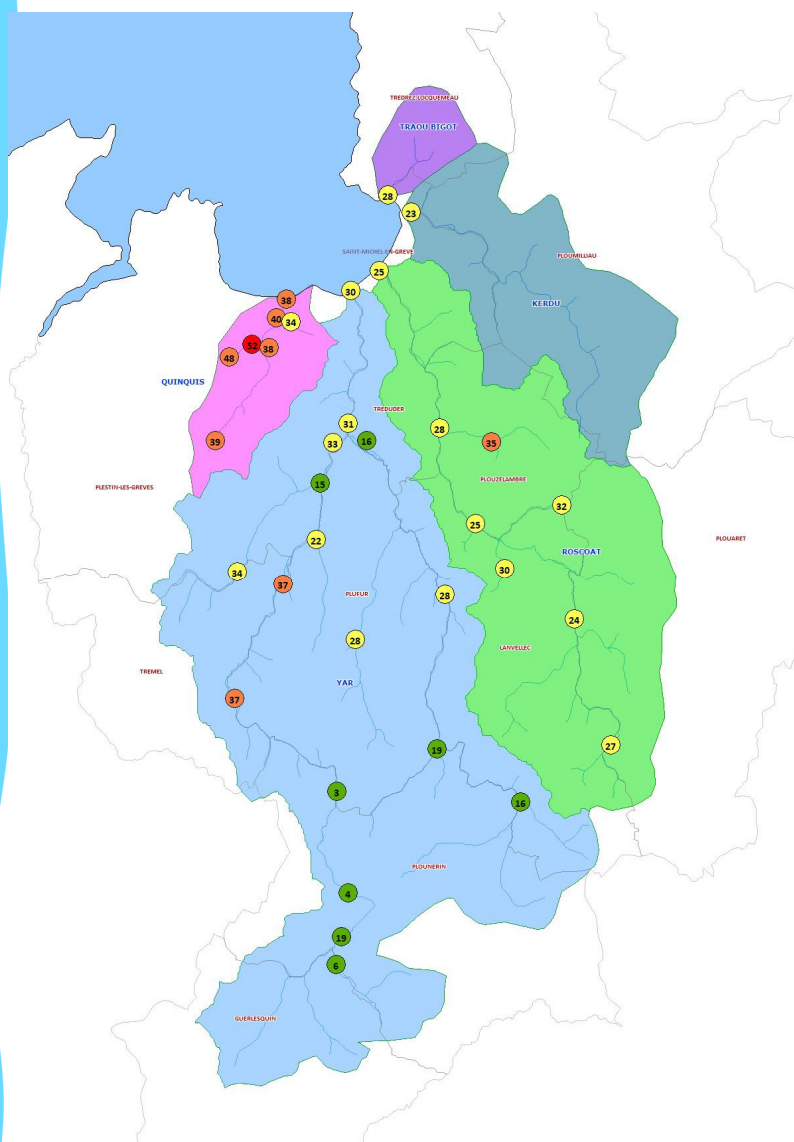 TREDREZ-LOCQUEMEAU
TRAOU BIGOT
28
23
SAINT-MICHEL-EN-GREVE
PLOUMILLIAU
25
30
38
KERDU
40
34
52
38
48
QUINQUIS
TREDUDER
31
28
39
33
16
35
PLOUZELAMBRE
15
PLESTIN-LES-GREVES
32
25
22
PLOUARET
ROSCOAT
30
34
37
PLUFUR
28
24
28
LANVELLEC
TREMEL
YAR
37
27
19
3
16
PLOUNERIN
4
19
6
GUERLESQUIN